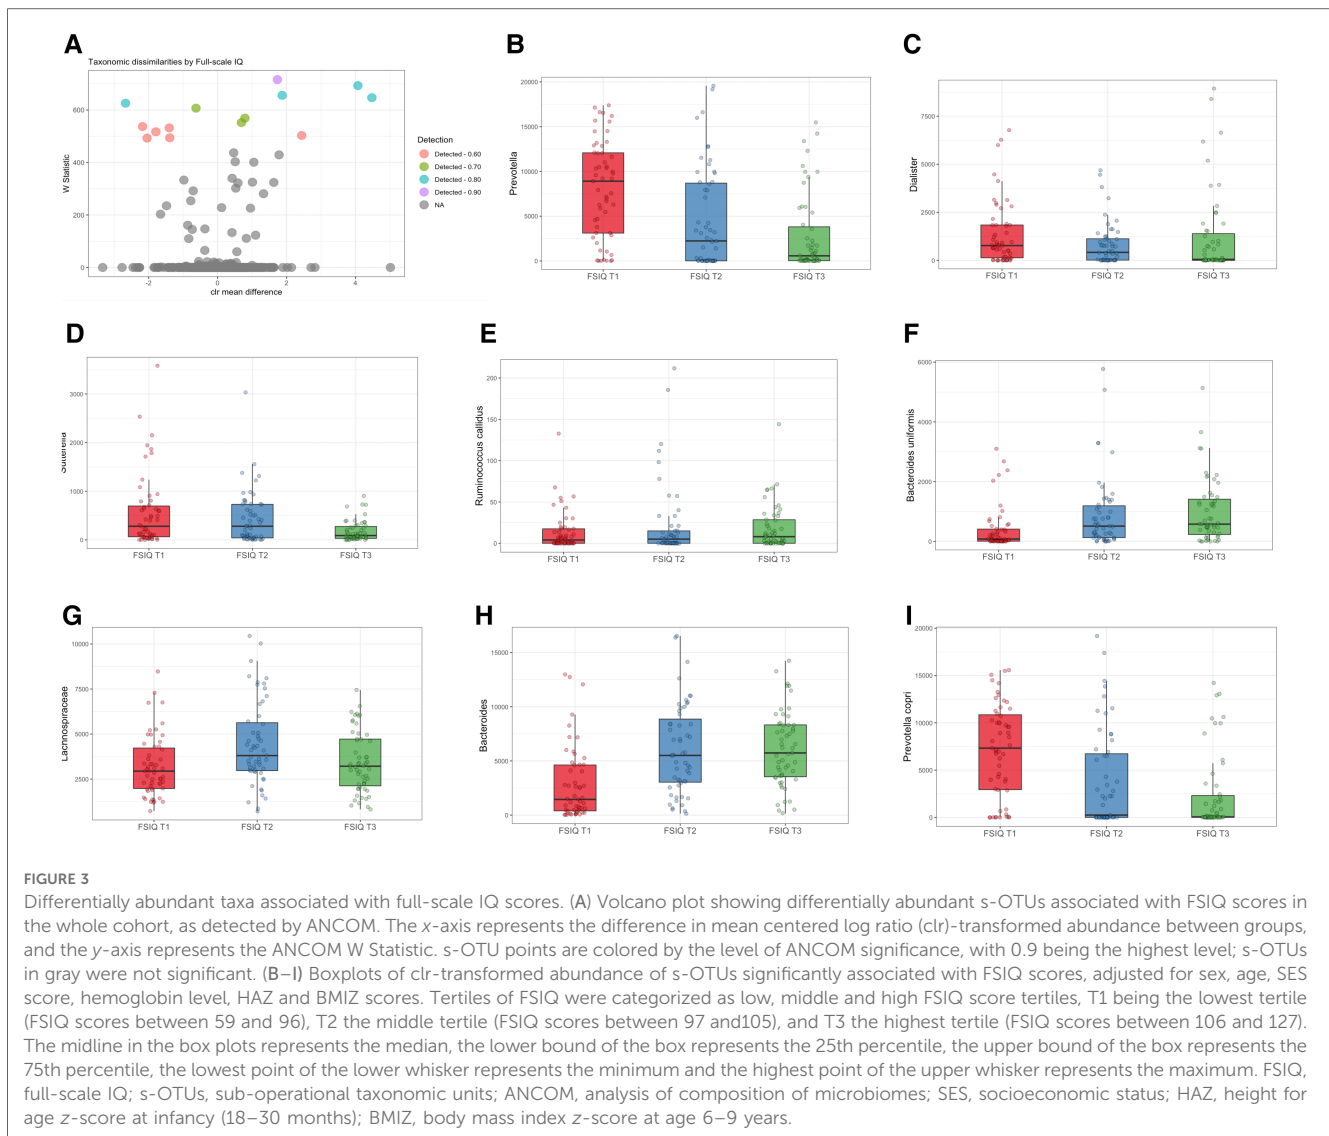 A
Taxonomic dissimilarities by Full-scale IQ
W Statistic
600
400
200
0
-2
0
2
4
clr mean difference
Detection
Detected - 0.60
Detected - 0.70
Detected - 0.80
Detected - 0.90
NA
B
Prevotella
20000
15000
10000
5000
0
FSIQ T1
FSIQ T2
FSIQ T3
C
Dialister
7500
5000
2500
0
FSIQ T1
FSIQ T2
FSIQ T3
D
Sutterella
3000
2000
1000
0
FSIQ T1
FSIQ T2
FSIQ T3
E
Ruminococcus callidus
200
150
100
50
0
FSIQ T1
FSIQ T2
FSIQ T3
F
Bacteroides uniformis
6000
4000
2000
0
FSIQ T1
FSIQ T2
FSIQ T3
G
Lachnospiraceae
10000
7500
5000
2500
FSIQ T1
FSIQ T2
FSIQ T3
H
Bacteroides
15000
10000
5000
0
FSIQ T1
FSIQ T2
FSIQ T3
I
Prevotella copri
20000
15000
10000
5000
0
FSIQ T1
FSIQ T2
FSIQ T3
FIGURE 3
Differentially abundant taxa associated with full-scale IQ scores. (A) Volcano plot showing differentially abundant s-OTUs associated with FSIQ scores in
the whole cohort, as detected by ANCOM. The x-axis represents the difference in mean centered log ratio (clr)-transformed abundance between groups,
and the y-axis represents the ANCOM W Statistic. s-OTU points are colored by the level of ANCOM significance, with 0.9 being the highest level; s-OTUs
in gray were not significant. (B–I) Boxplots of clr-transformed abundance of s-OTUs significantly associated with FSIQ scores, adjusted for sex, age, SES
score, hemoglobin level, HAZ and BMIZ scores. Tertiles of FSIQ were categorized as low, middle and high FSIQ score tertiles, T1 being the lowest tertile
(FSIQ scores between 59 and 96), T2 the middle tertile (FSIQ scores between 97 and105), and T3 the highest tertile (FSIQ scores between 106 and 127).
The midline in the box plots represents the median, the lower bound of the box represents the 25th percentile, the upper bound of the box represents the
75th percentile, the lowest point of the lower whisker represents the minimum and the highest point of the upper whisker represents the maximum. FSIQ,
full-scale IQ; s-OTUs, sub-operational taxonomic units; ANCOM, analysis of composition of microbiomes; SES, socioeconomic status; HAZ, height for
age z-score at infancy (18–30 months); BMIZ, body mass index z-score at age 6–9 years.